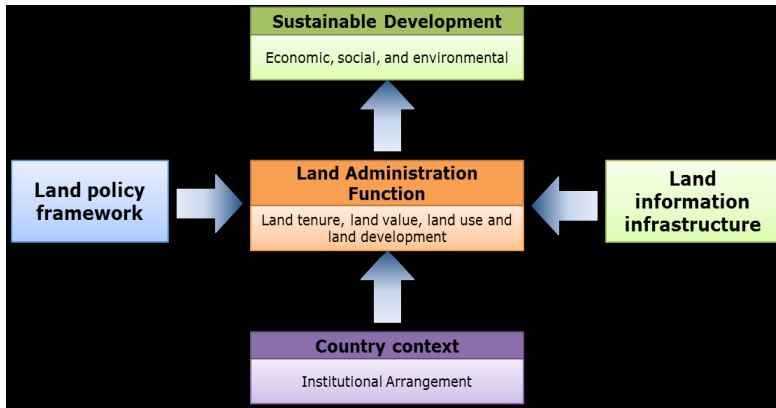 Sustainable Development
Economic, social, and environmental
Land policy
framework
Land Administration
Function
Land tenure, land value, land use and
land development
Land
information
infrastructure
Country context
Institutional Arrangement